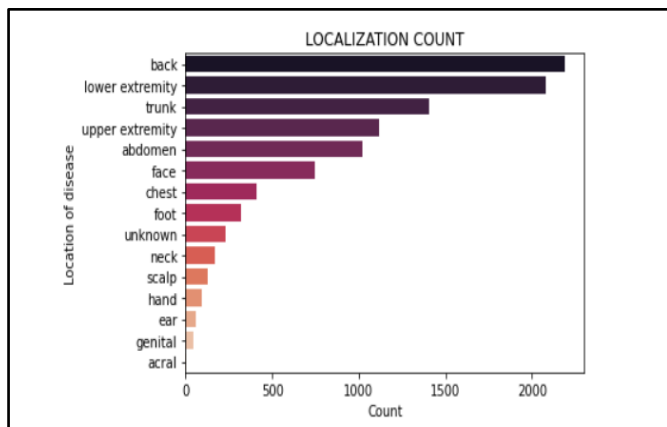 LOCALIZATION COUNT
Location of disease
back
lower extremity
trunk
upper extremity
abdomen
face
chest
foot
unknown
neck
scalp
hand
ear
genital
acral
0 500 1000 1500 2000
Count